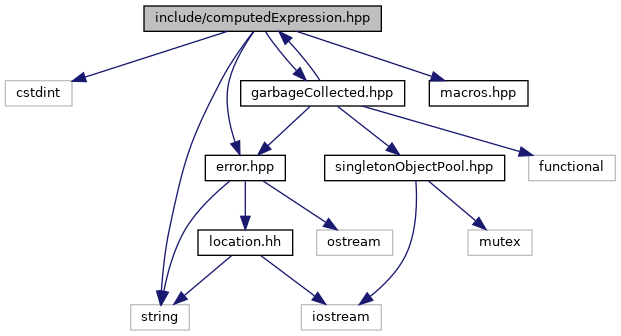 include/computedExpression.hpp
cstdint
garbageCollected.hpp
macros.hpp
error.hpp
singletonObjectPool.hpp
functional
location.hh
ostream
mutex
string
iostream